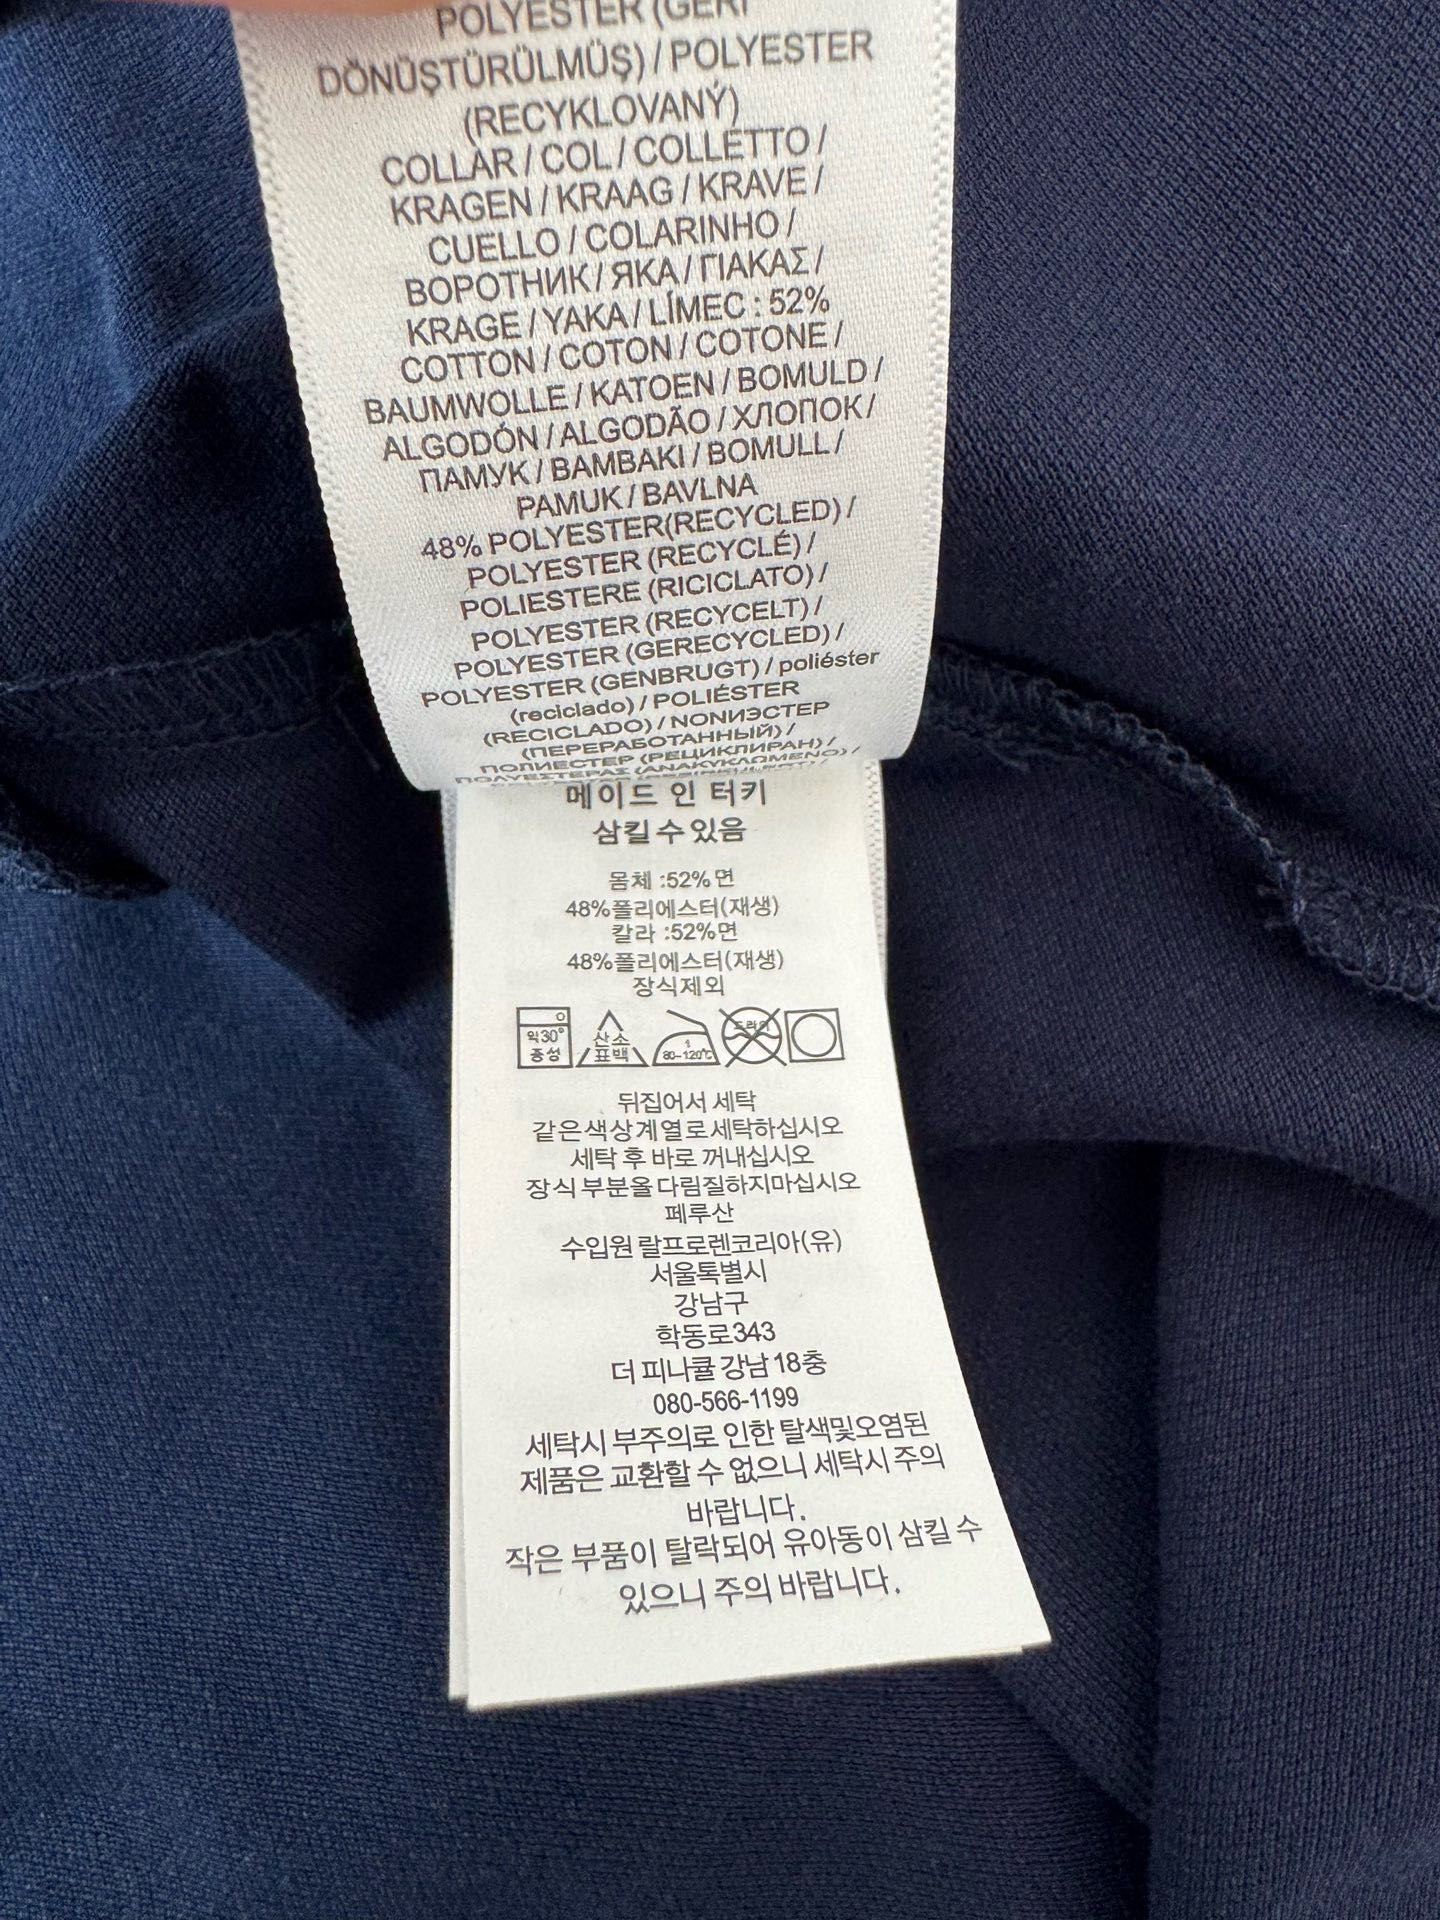 POLYESTER (GERİ
DÖNÜŞTÜRÜLMÜŞ) / POLYESTER
(RECYKLOVANÝ)
COLLAR / COL / COLLETTO /
KRAGEN / KRAAG / KRAVE /
CUELLO / COLARINHO /
ВОРОТНИК / ЯКА / ГІАКАΣ /
KRAGE / YAKA / LÍMEC : 52%
COTTON / COTON / COTONE /
BAUMWOLLE / KATOEN / BOMULD /
ALGODÓN / ALGODÃO / ХЛОПОК /
ПАМУК / BAMBAKI / BOMULL /
PAMUK / BAVLNA
48% POLYESTER(RECYCLED) /
POLYESTER (RECYCLÉ) /
POLIESTERE (RICICLATO) /
POLYESTER (RECYCELT) /
POLYESTER (GERECYCLED) /
POLYESTER (GENBRUGT) / poliéster
(reciclado) / POLIÉSTER
(RECICLADO) / NОNИЭСТЕР
(ПЕРЕРАБОТАННЫЙ) /
ПОЛИЕСТЕР (РЕЦИКЛИРАН) /
메이드 인 터키
삼킬 수 있음
몸체 :52% 면
48%폴리에스터(재생)
칼라 :52%면
48%폴리에스터(재생)
장식제외
약30° 중성 산소 표백 80~120℃ 드라이
뒤집어서 세탁
같은색상계열로세탁하십시오
세탁 후 바로 꺼내십시오
장식 부분을 다림질하지마십시오
페루산
수입원 랄프로렌코리아(유)
서울특별시
강남구
학동로343
더 피나클 강남 18층
080-566-1199
세탁시 부주의로 인한 탈색및오염된
제품은 교환할 수 없으니 세탁시 주의
바랍니다.
작은 부품이 탈락되어 유아동이 삼킬 수
있으니 주의 바랍니다.